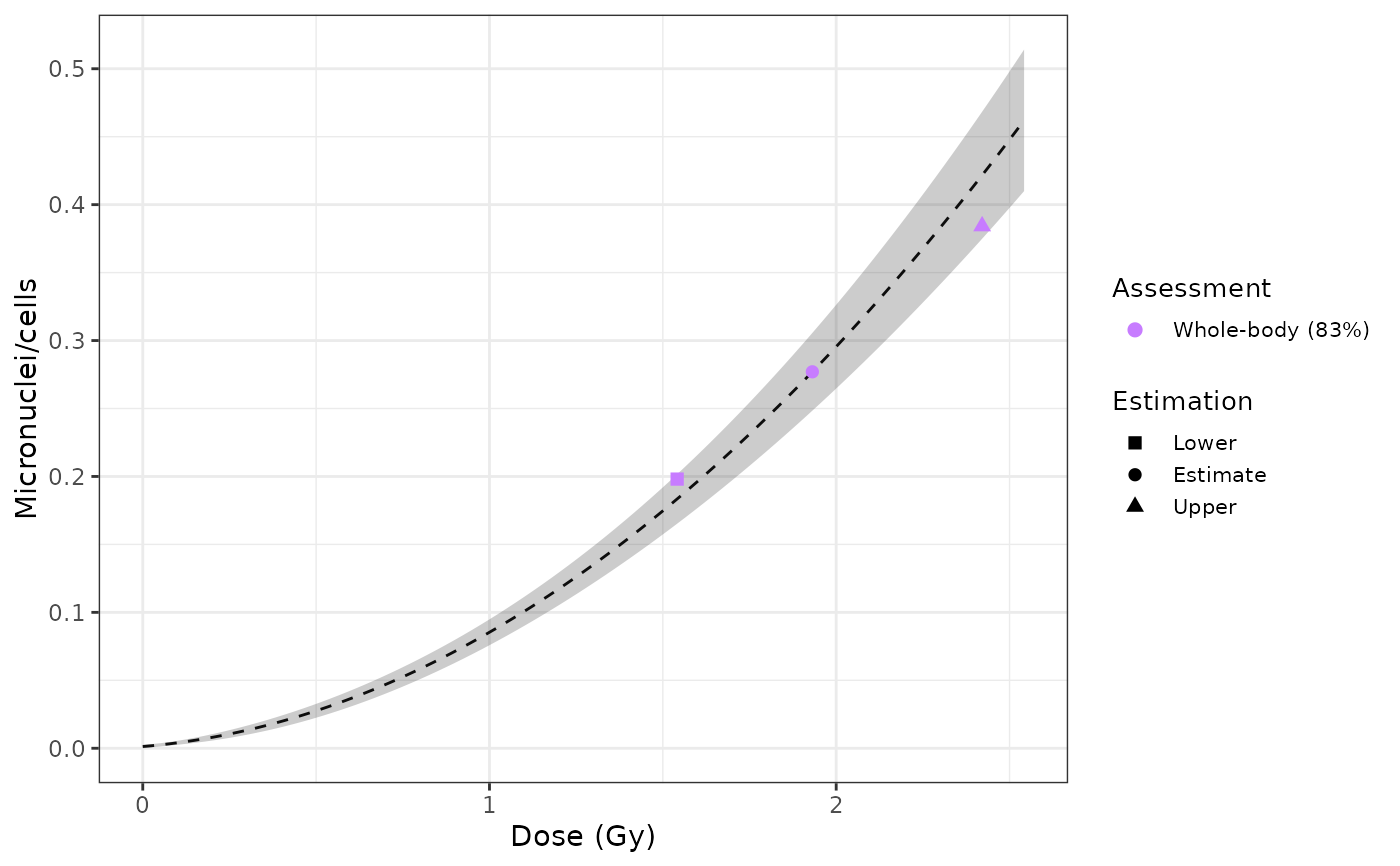 0.5
0.4
0.3
0.2
0.1
0.0
Micronuclei/cells
0
1
2
Dose (Gy)
Assessment
Whole-body (83%)
Estimation
Lower
Estimate
Upper